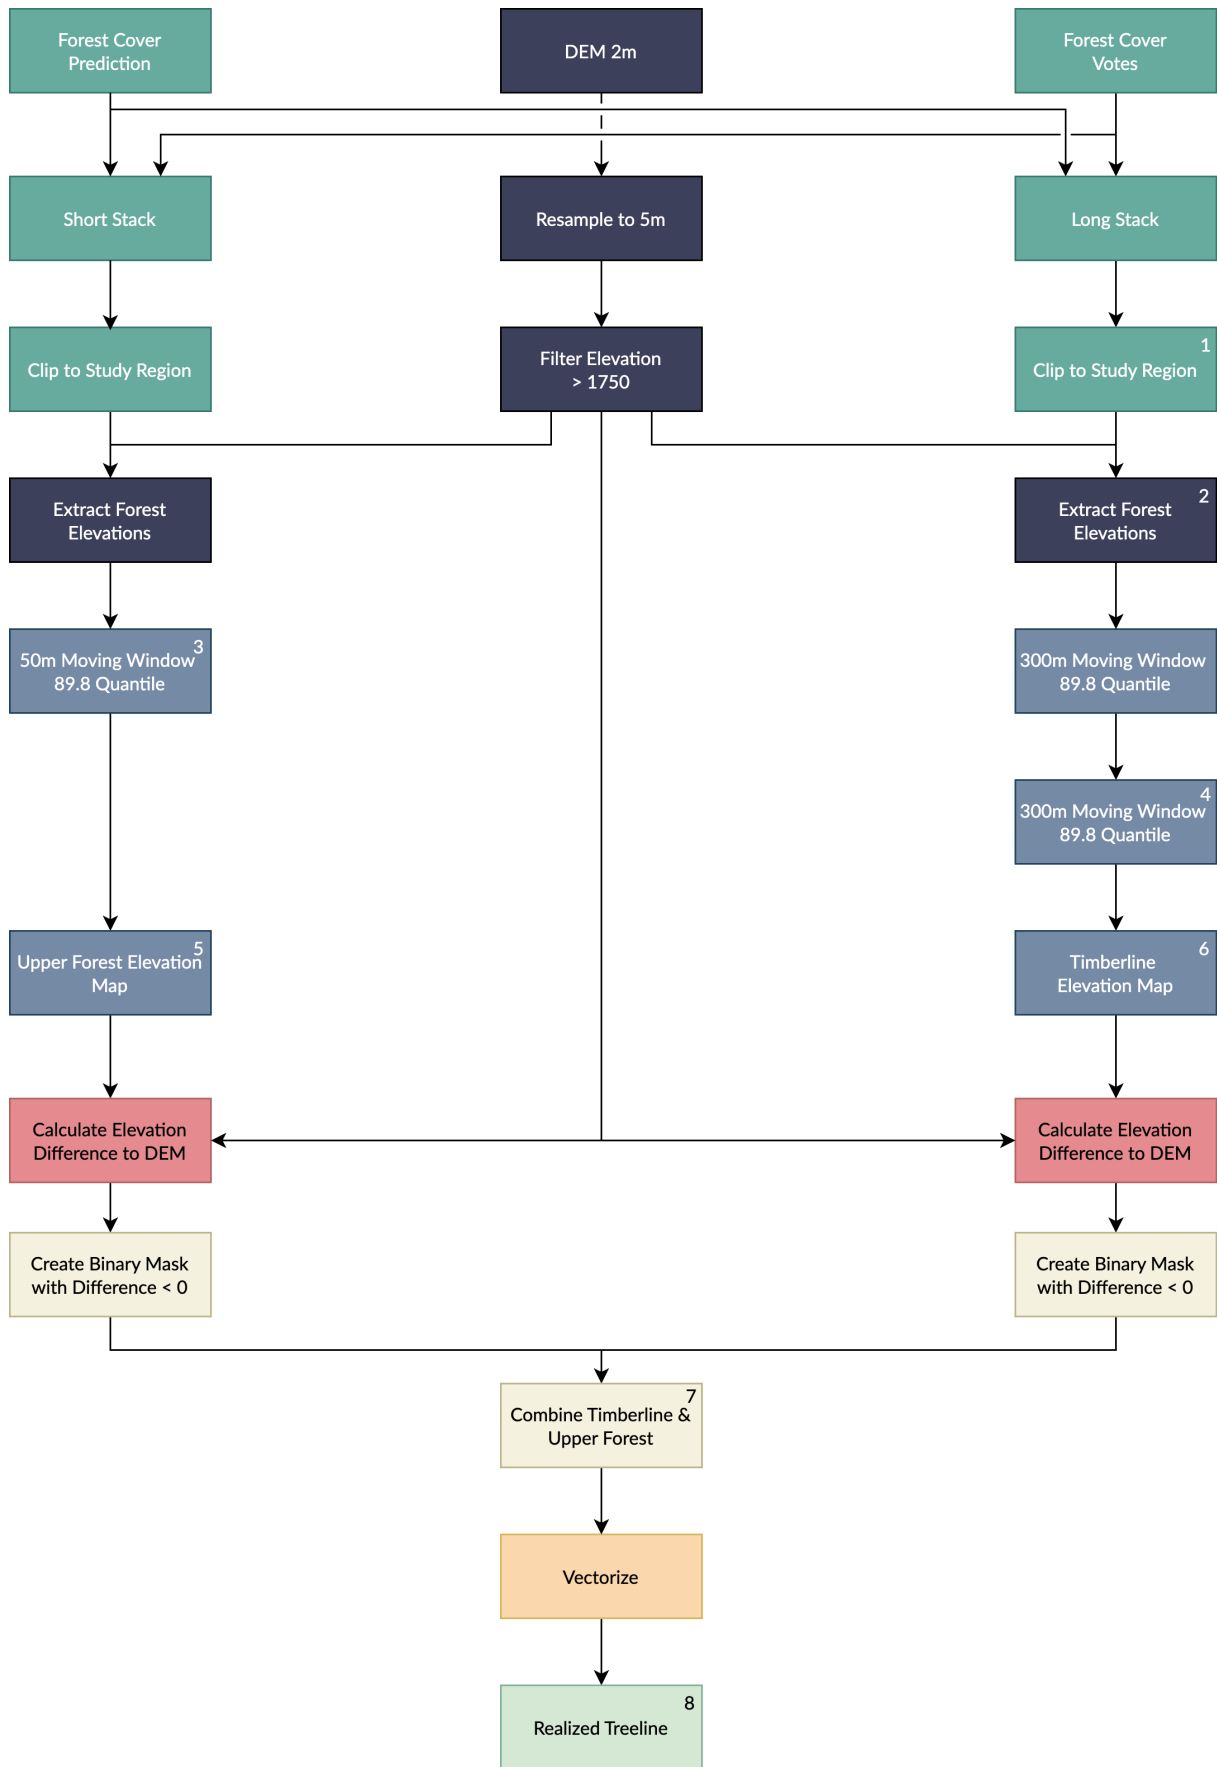 Forest Cover
Prediction
DEM 2m
Forest Cover
Votes
Short Stack
Resample to 5m
Long Stack
Clip to Study Region
Filter Elevation
> 1750
1
Clip to Study Region
Extract Forest
Elevations
2
Extract Forest
Elevations
3
50m Moving Window
89.8 Quantile
300m Moving Window
89.8 Quantile
4
300m Moving Window
89.8 Quantile
5
Upper Forest Elevation
Map
6
Timberline
Elevation Map
Calculate Elevation
Difference to DEM
Calculate Elevation
Difference to DEM
Create Binary Mask
with Difference < 0
Create Binary Mask
with Difference < 0
7
Combine Timberline &
Upper Forest
Vectorize
8
Realized Treeline